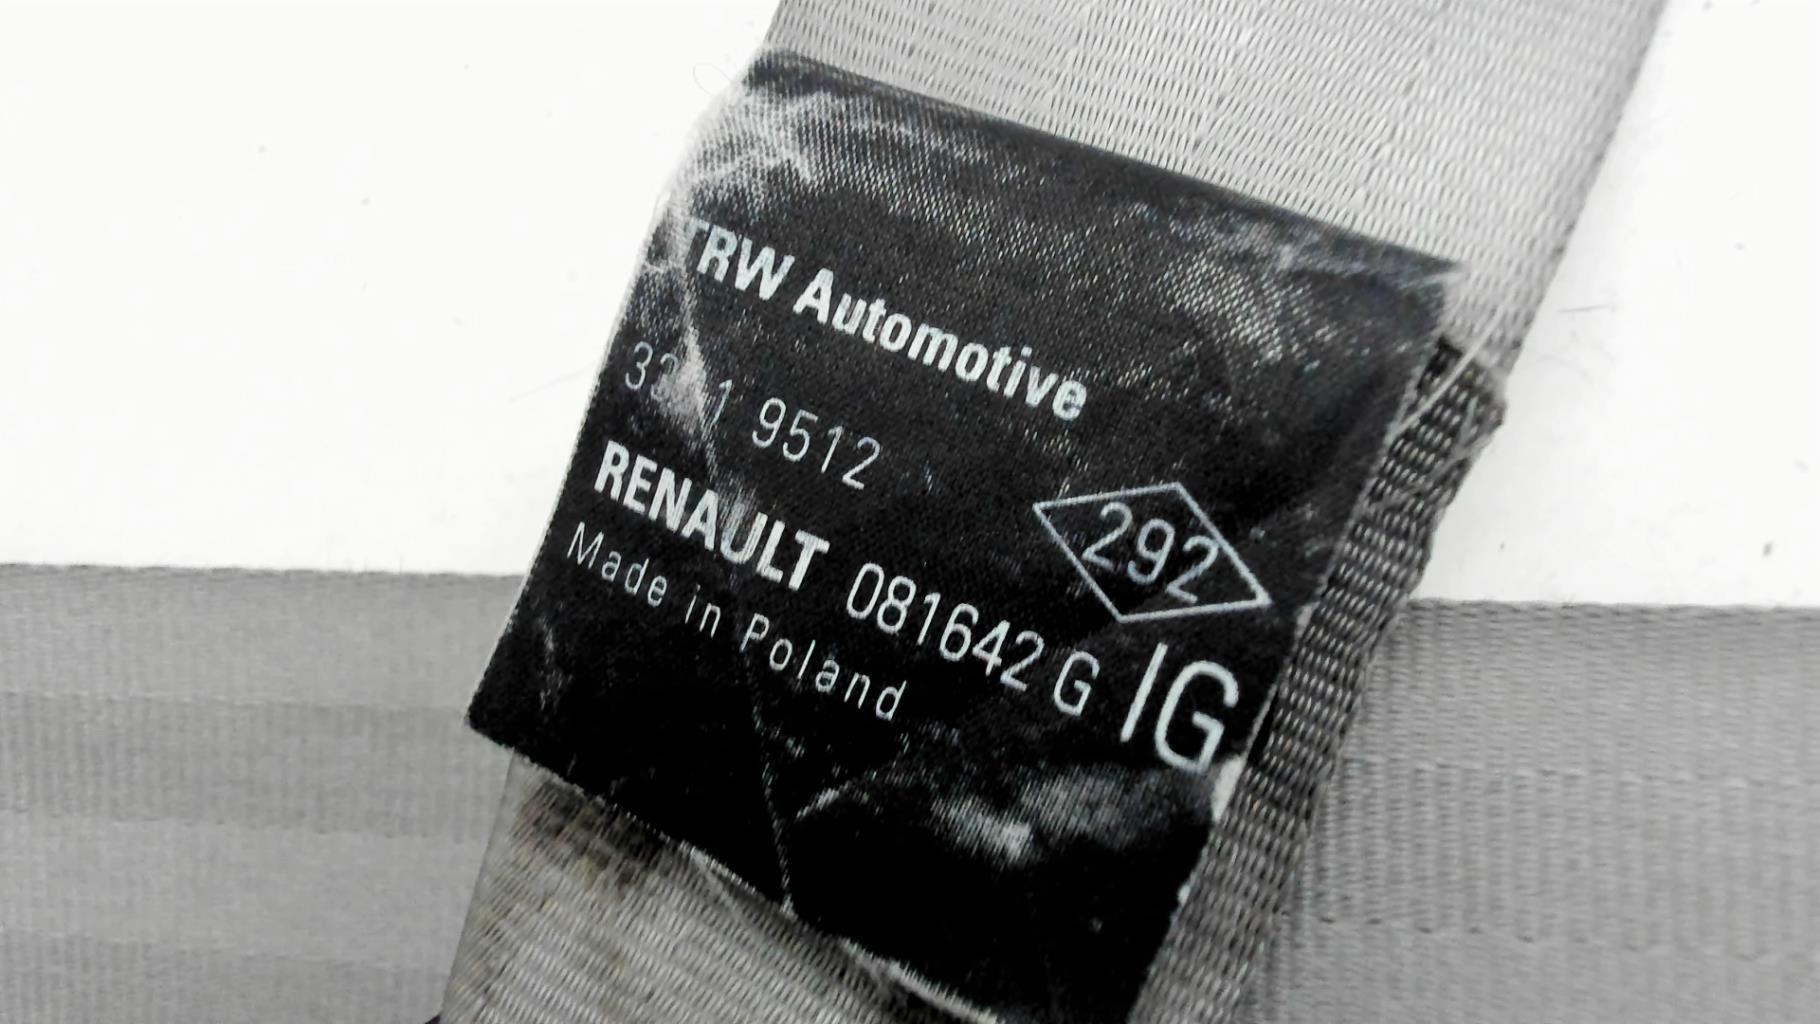 TRW Automotive
9512
292
RENAULT 081642 G IG
Made in Poland